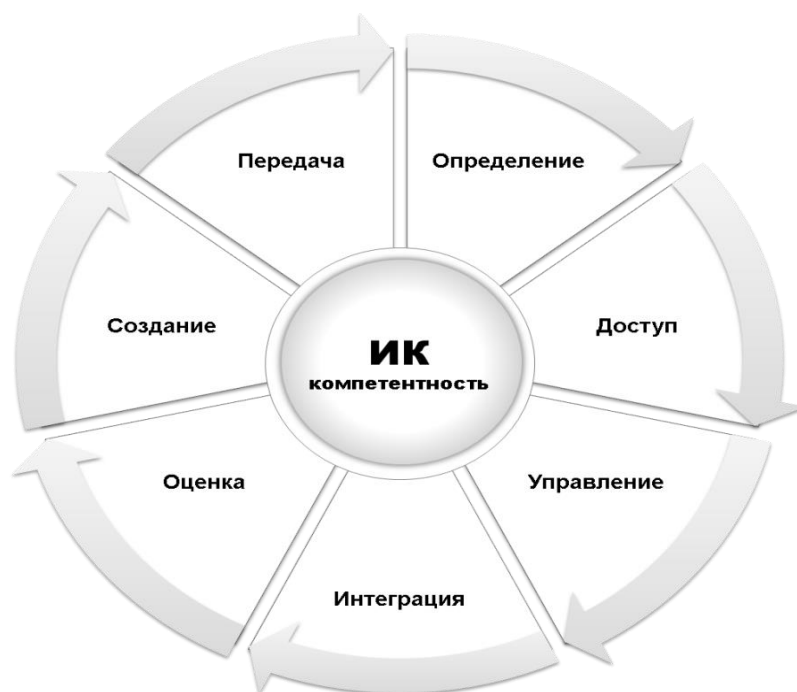 Передача
Определение
Создание
ИК
компетентность
Доступ
Оценка
Управление
Интеграция